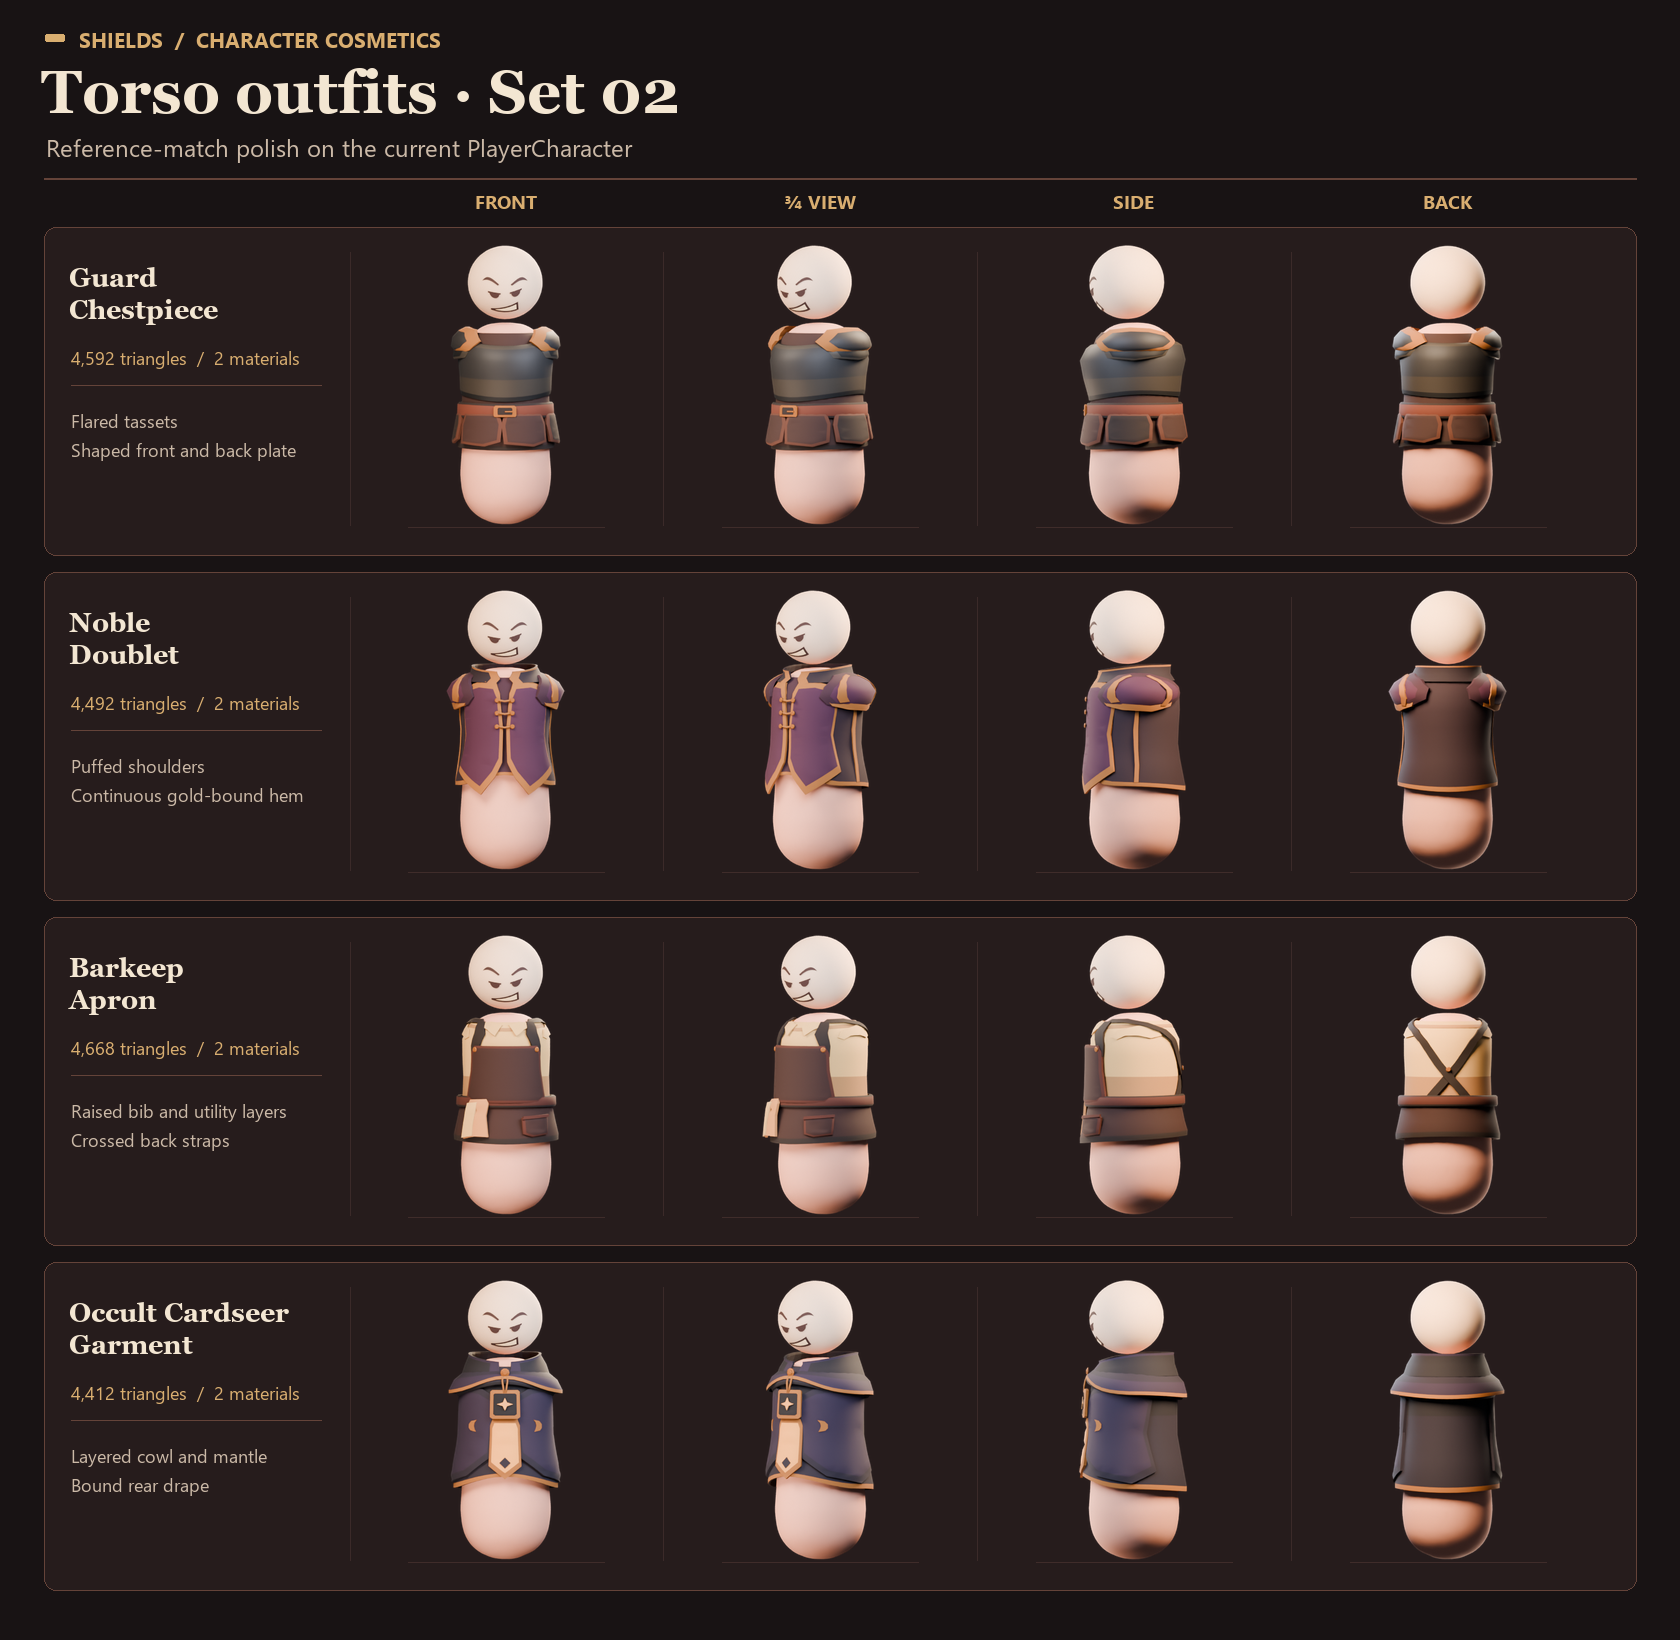 SHIELDS / CHARACTER COSMETICS
Torso outfits · Set 02
Reference-match polish on the current PlayerCharacter
FRONT ¾ VIEW SIDE BACK
Guard
Chestpiece
4,592 triangles / 2 materials
Flared tassets
Shaped front and back plate
Noble
Doublet
4,492 triangles / 2 materials
Puffed shoulders
Continuous gold-bound hem
Barkeep
Apron
4,668 triangles / 2 materials
Raised bib and utility layers
Crossed back straps
Occult Cardseer
Garment
4,412 triangles / 2 materials
Layered cowl and mantle
Bound rear drape